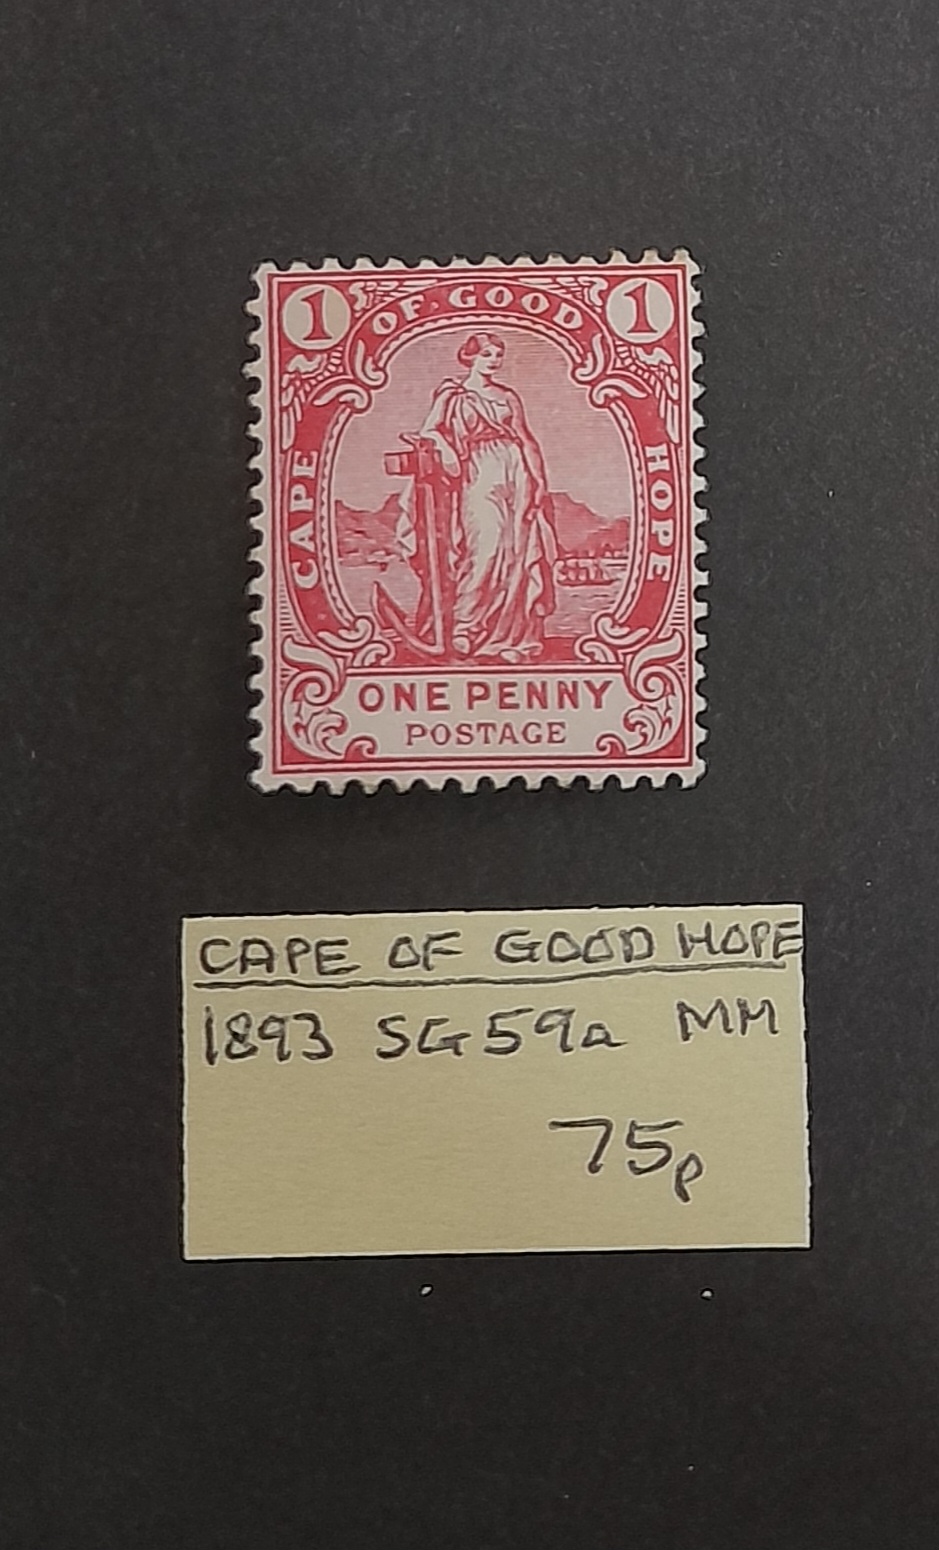 1 OF GOOD 1
CAPE HOPE
ONE PENNY
POSTAGE
CAPE OF GOOD HOPE
1893 SG59a MM
75p